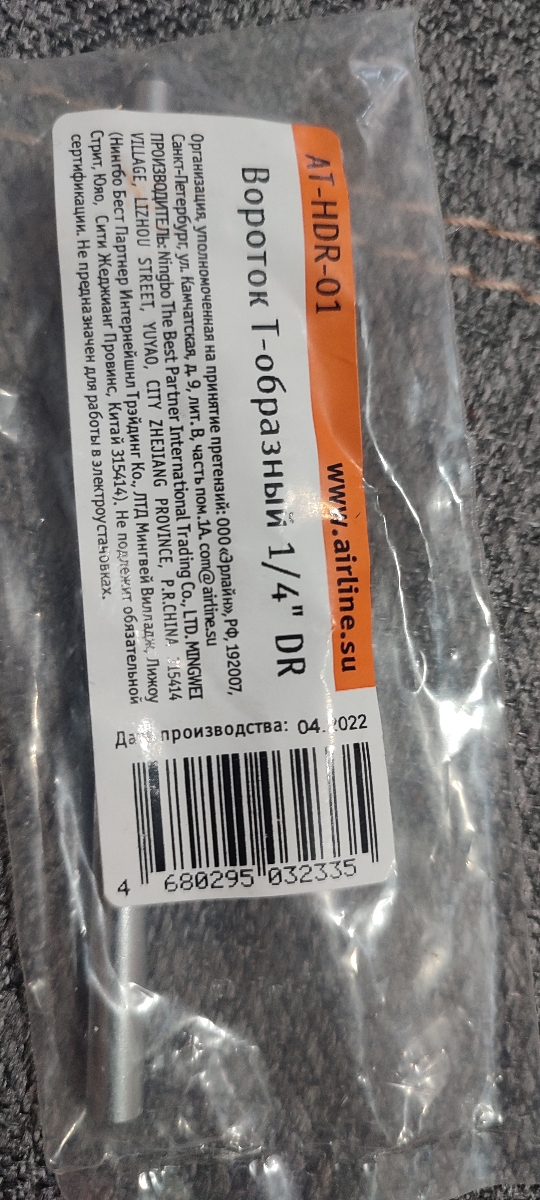 AT-HDR-01 www.airline.su
Вороток Т-образный 1/4" DR
Организация, уполномоченная на принятие претензий: ООО «Эрлайн», РФ, 192007,
Санкт-Петербург, ул. Камчатская, д. 9, лит. В, часть пом.1А. com@airline.su
ПРОИЗВОДИТЕЛЬ: Ningbo The Best Partner International Trading Co., LTD. MINGWEI
VILLAGE, LIZHOU STREET, YUYAO, CITY ZHEJIANG PROVINCE, P.R.CHINA 315414
(Нингбо Бест Партнер Интернейшнл Трэйдинг Ко., ЛТД Мингвей Вилладж, Лижоу
Стрит, Юяо, Сити Жеджианг Провинс, Китай 315414). Не подлежит обязательной
сертификации. Не предназначен для работы в электроустановках.
Дата производства: 04.2022
4 680295 032335